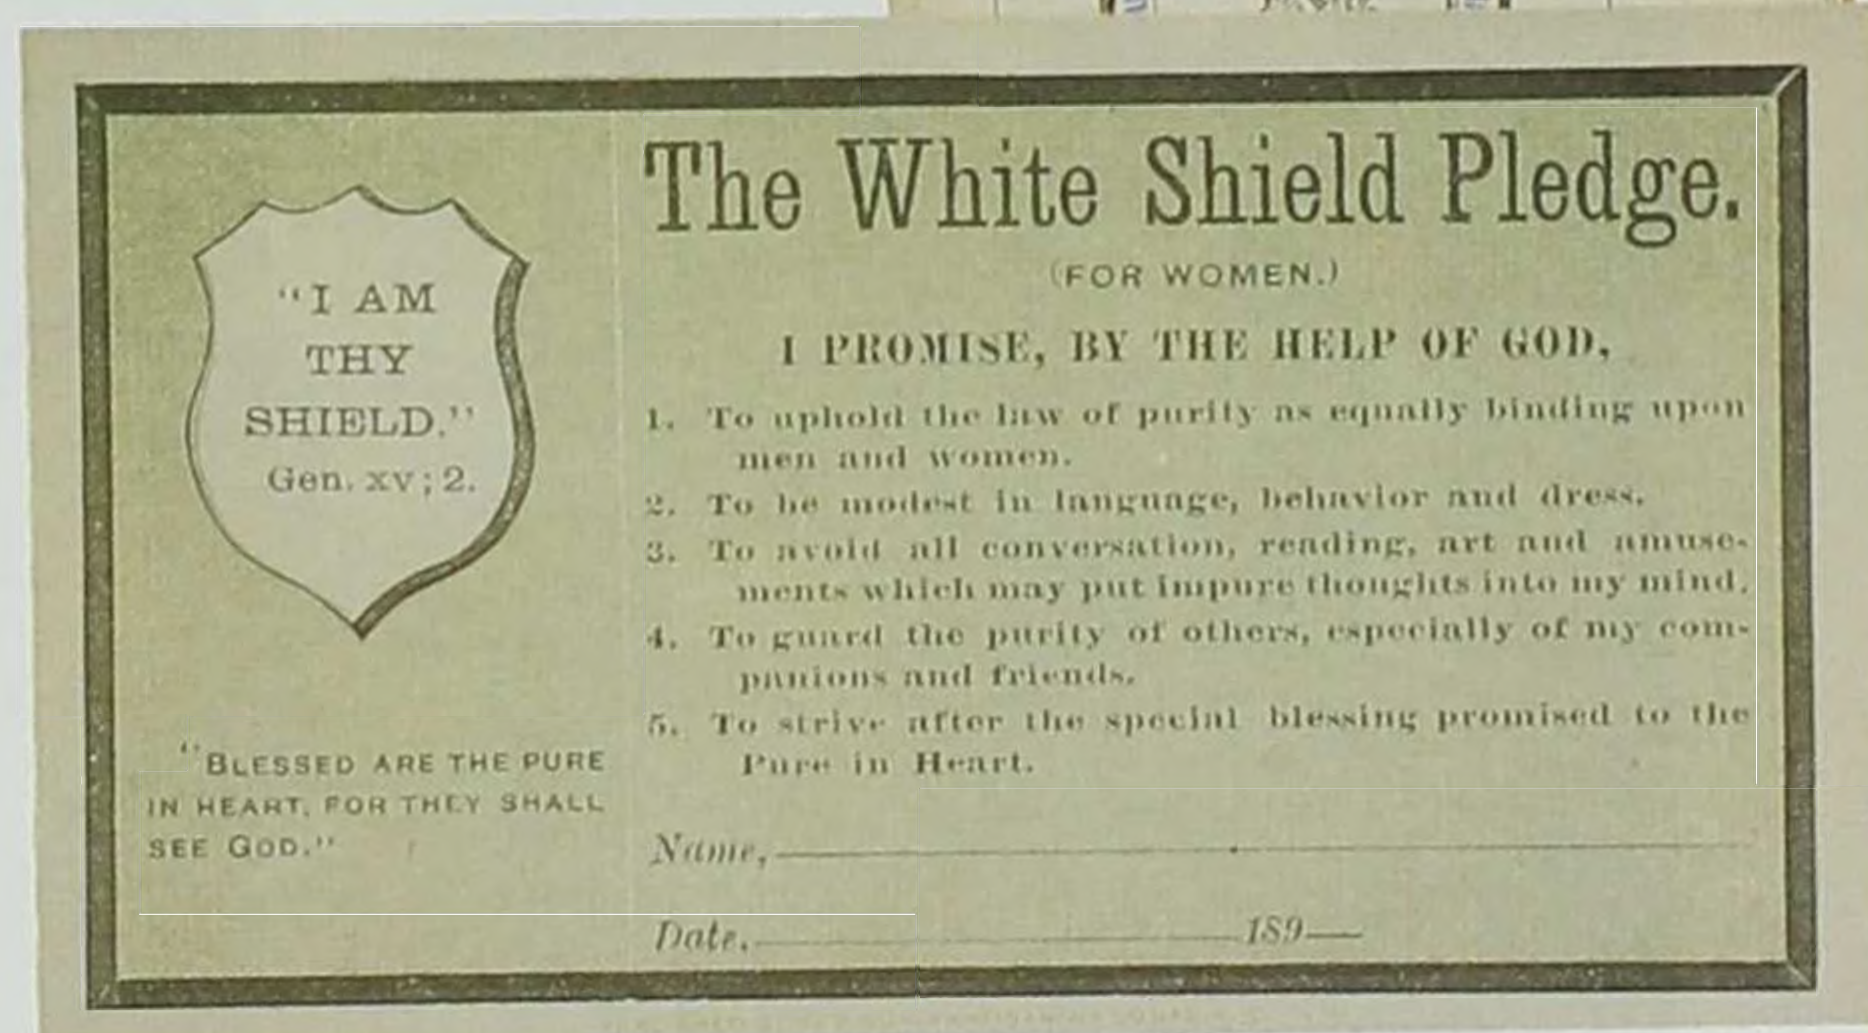 "I AM
THY
SHIELD."
Gen. xv; 2.
"BLESSED ARE THE PURE
IN HEART, FOR THEY SHALL
SEE GOD."
The White Shield Pledge.
(FOR WOMEN.)
I PROMISE, BY THE HELP OF GOD,
1. To uphold the law of purity as equally binding upon
men and women.
2. To be modest in language, behavior and dress.
3. To avoid all conversation, reading, art and amuse-
ments which may put impure thoughts into my mind.
4. To guard the purity of others, especially of my com-
panions and friends.
5. To strive after the special blessing promised to the
Pure in Heart.
Name,
Date, 189